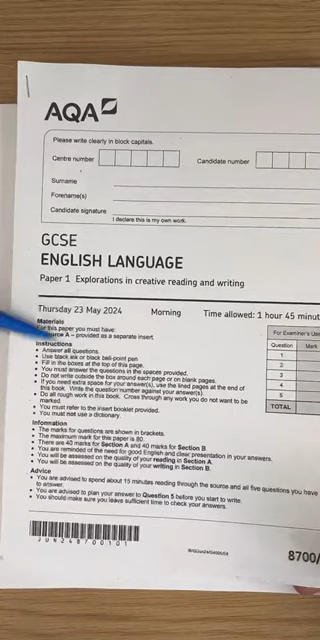 AQA
Please write clearly in block capitals.
Centre number
Candidate number
Surname
Forename(s)
Candidate signature
I declare this is my own work.
GCSE
ENGLISH LANGUAGE
Paper 1 Explorations in creative reading and writing
Thursday 23 May 2024 Morning Time allowed: 1 hour 45 minut
Materials
For this paper you must have:
Source A – provided as a separate insert.
Instructions
• Answer all questions.
• Use black ink or black ball-point pen
• Fill in the boxes at the top of this page.
• You must answer the questions in the spaces provided.
• Do not write outside the box around each page or on blank pages.
• If you need extra space for your answer(s), use the lined pages at the end of
this book. Write the question number against your answer(s).
• Do all rough work in this book. Cross through any work you do not want to be
marked.
• You must refer to the insert booklet provided.
• You must not use a dictionary.
Information
• The marks for questions are shown in brackets.
• The maximum mark for this paper is 80.
• There are 40 marks for Section A and 40 marks for Section B.
• You are reminded of the need for good English and clear presentation in your answers.
• You will be assessed on the quality of your reading in Section A.
• You will be assessed on the quality of your writing in Section B.
Advice
• You are advised to spend about 15 minutes reading through the source and all five questions you have
to answer.
• You are advised to plan your answer to Question 5 before you start to write.
• You should make sure you leave sufficient time to check your answers.
For Examiner's Use
Question Mark
1
2
3
4
5
TOTAL
JUN248700101
8700/